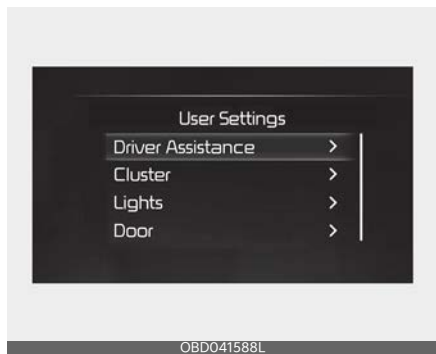 User Settings
Driver Assistance >
Cluster >
Lights >
Door >
OBD041588L